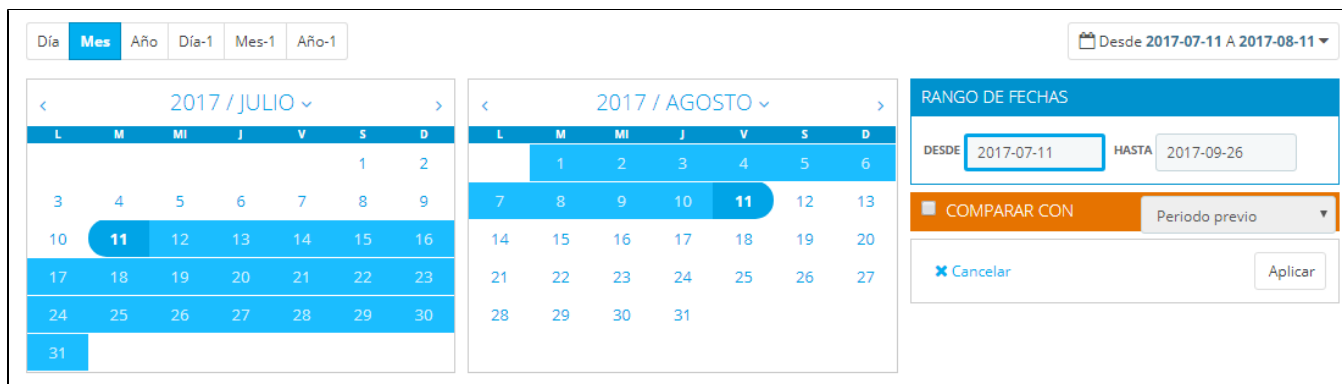 Día Mes Año Día-1 Mes-1 Año-1 Desde 2017-07-11 A 2017-08-11
2017 / JULIO
L M MI J V S D
1 2
3 4 5 6 7 8 9
10 11 12 13 14 15 16
17 18 19 20 21 22 23
24 25 26 27 28 29 30
31
2017 / AGOSTO
L M MI J V S D
1 2 3 4 5 6
7 8 9 10 11 12 13
14 15 16 17 18 19 20
21 22 23 24 25 26 27
28 29 30 31
RANGO DE FECHAS
DESDE 2017-07-11 HASTA 2017-09-26
COMPARAR CON Periodo previo
Cancelar Aplicar